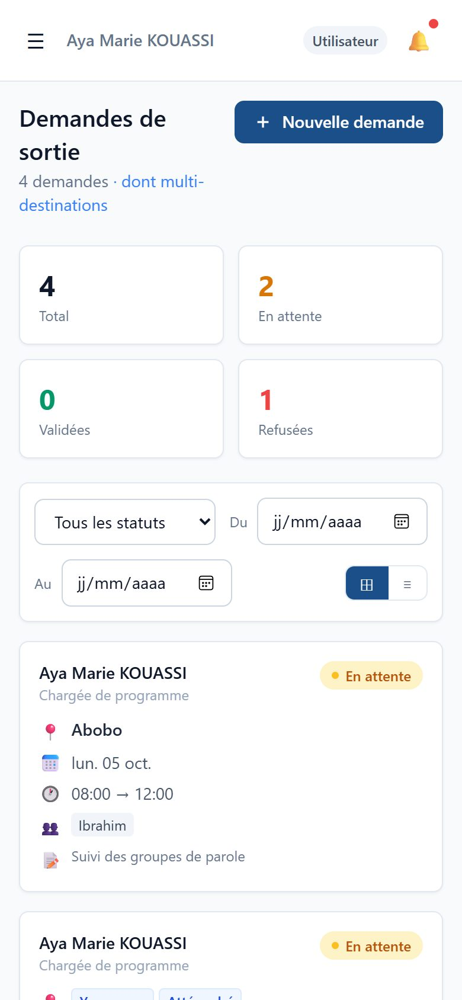 Aya Marie KOUASSI
Utilisateur
Demandes de
sortie
+ Nouvelle demande
4 demandes · dont multi-
destinations
4
Total
2
En attente
0
Validées
1
Refusées
Tous les statuts
Du
jj/mm/aaaa
Au
jj/mm/aaaa
Aya Marie KOUASSI
En attente
Chargée de programme
Abobo
lun. 05 oct.
08:00 → 12:00
Ibrahim
Suivi des groupes de parole
Aya Marie KOUASSI
En attente
Chargée de programme